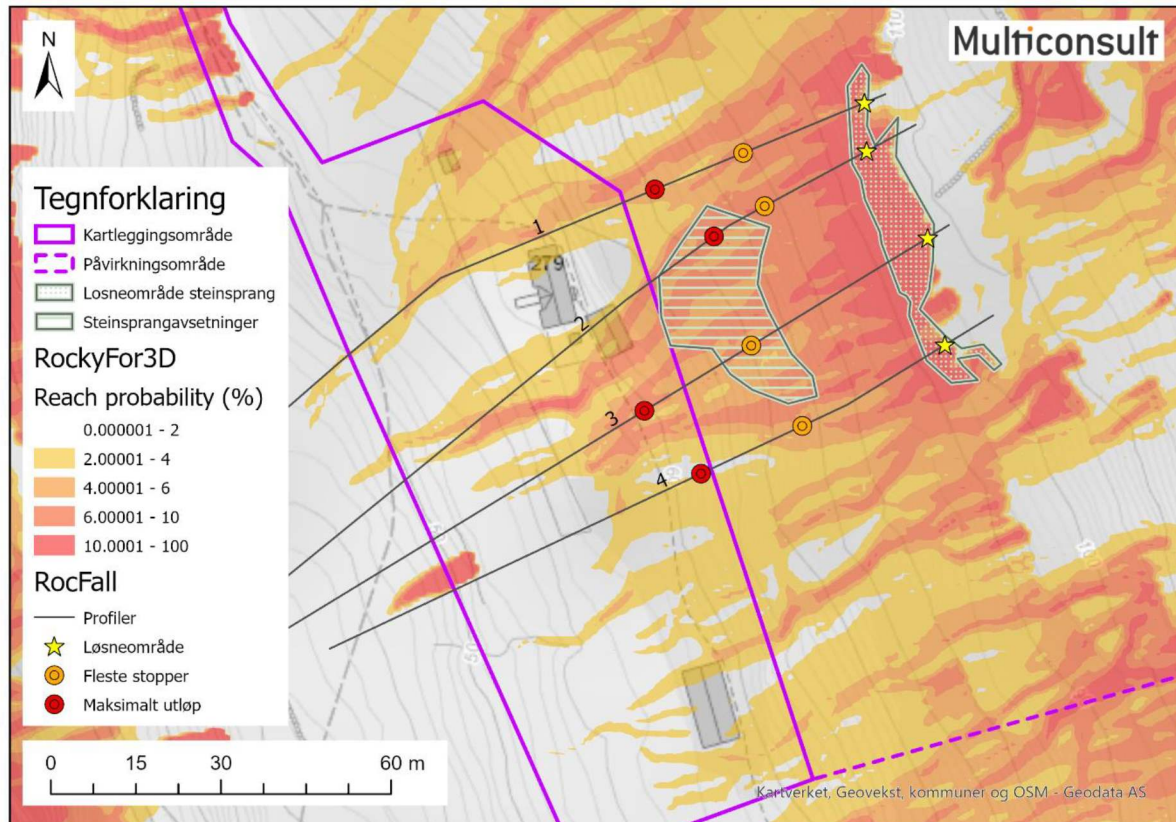 Multiconsult
N
Tegnforklaring
Kartleggingsområde
Påvirkningsområde
Losneområde steinsprang
Steinsprangavsetninger
RockyFor3D
Reach probability (%)
0.000001 - 2
2.00001 - 4
4.00001 - 6
6.00001 - 10
10.0001 - 100
RocFall
Profiler
Løsneområde
Fleste stopper
Maksimalt utløp
0 15 30 60 m
1
279
2
3
4
Kartverket, Geovekst, kommuner og OSM - Geodata AS